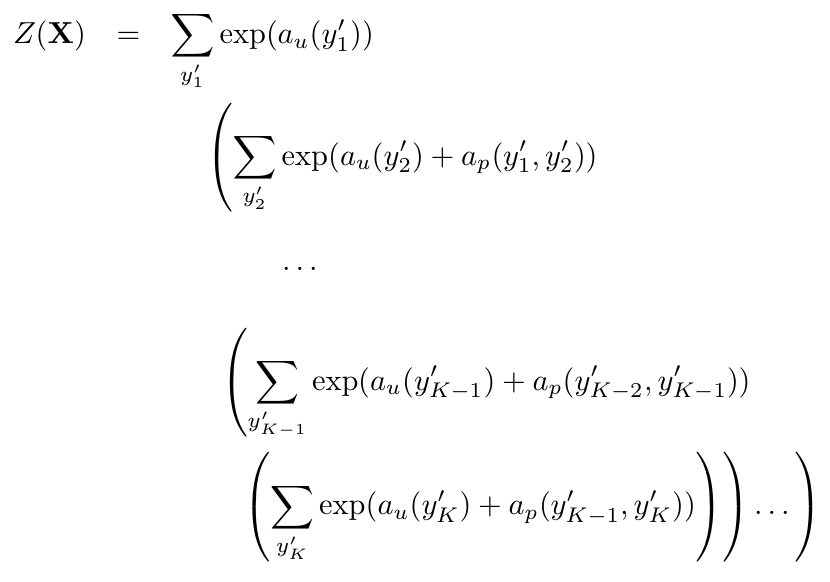 Z(𝐗) = ∑_{y′_1} exp(a_u(y′_1))
( ∑_{y′_2} exp(a_u(y′_2) + a_p(y′_1, y′_2))
...
( ∑_{y′_{K−1}} exp(a_u(y′_{K−1}) + a_p(y′_{K−2}, y′_{K−1}))
( ∑_{y′_K} exp(a_u(y′_K) + a_p(y′_{K−1}, y′_K)) ) ) ... )